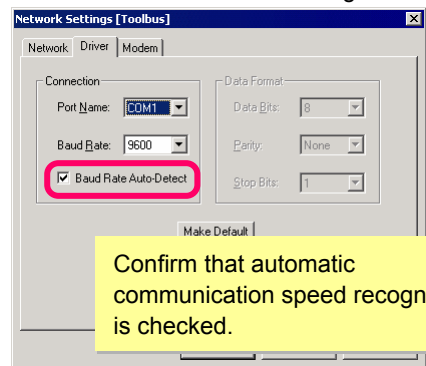 Network Settings [Toolbus]
Network Driver Modem
Connection
Data Format
Port Name: COM1
Data Bits: 8
Baud Rate: 9600
Parity: None
Baud Rate Auto-Detect
Stop Bits: 1
Make Default
Confirm that automatic
communication speed recogn
is checked.